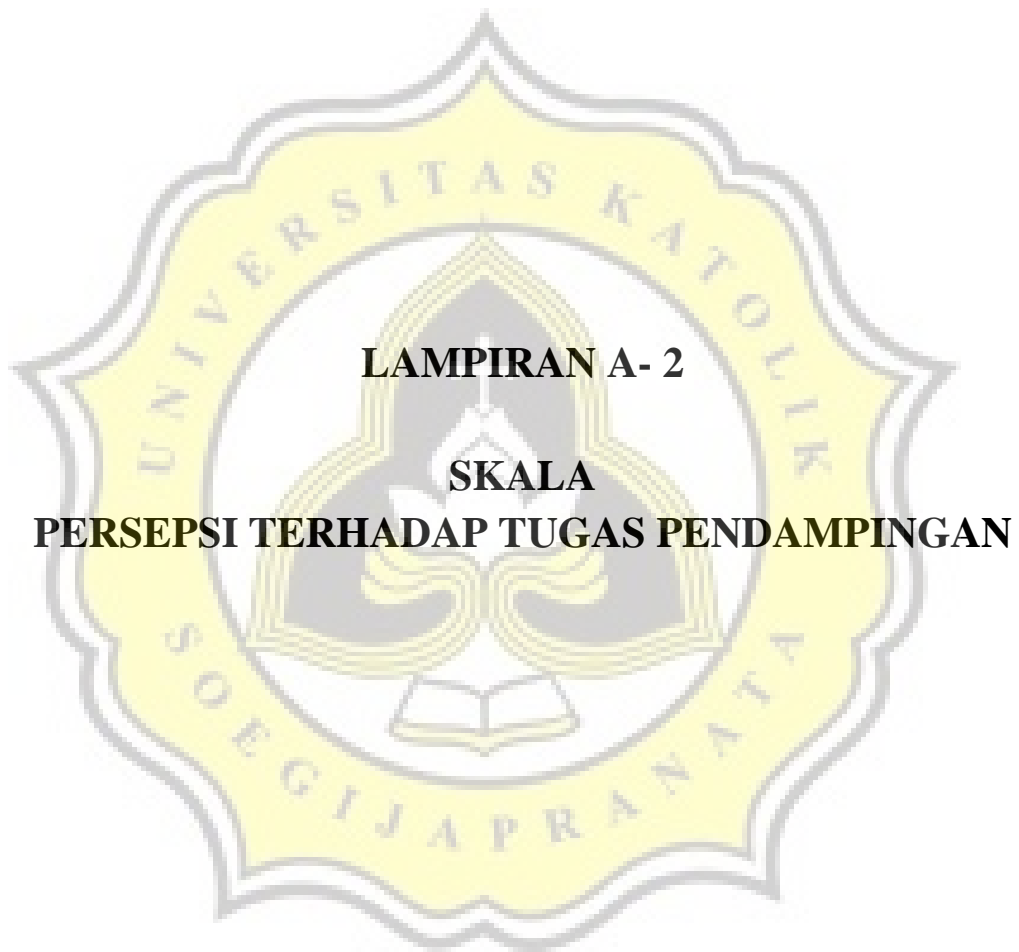 UNIVERSITAS KATOLIK
LAMPIRAN A- 2
SKALA
PERSEPSI TERHADAP TUGAS PENDAMPINGAN
SOEGIJAPRANATA